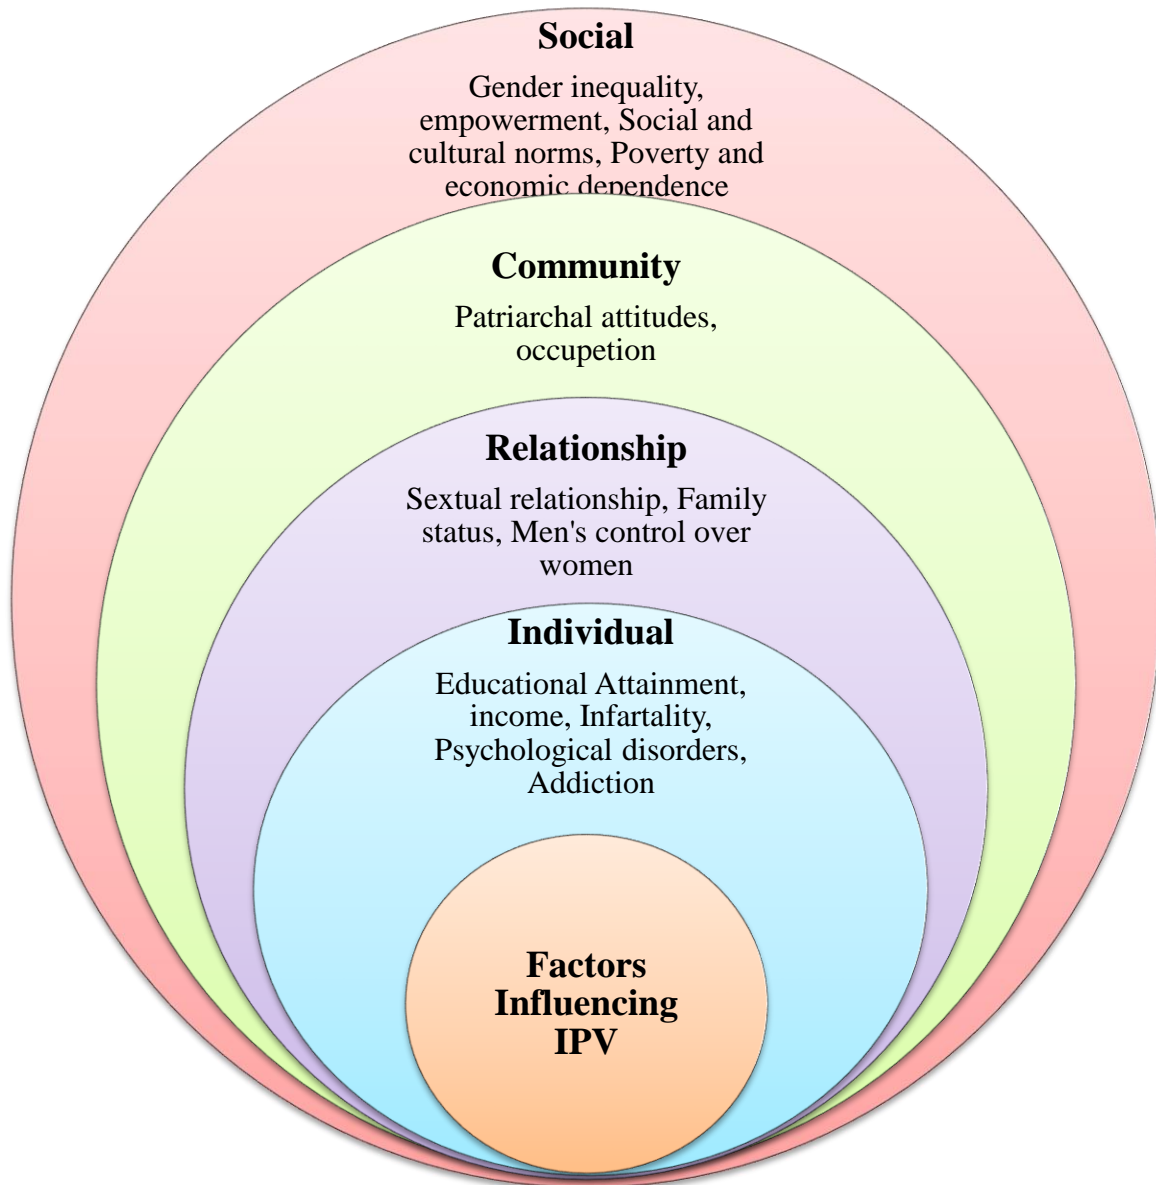 Social
Gender inequality,
empowerment, Social and
cultural norms, Poverty and
economic dependence
Community
Patriarchal attitudes,
occupetion
Relationship
Sextual relationship, Family
status, Men's control over
women
Individual
Educational Attainment,
income, Infartality,
Psychological disorders,
Addiction
Factors
Influencing
IPV